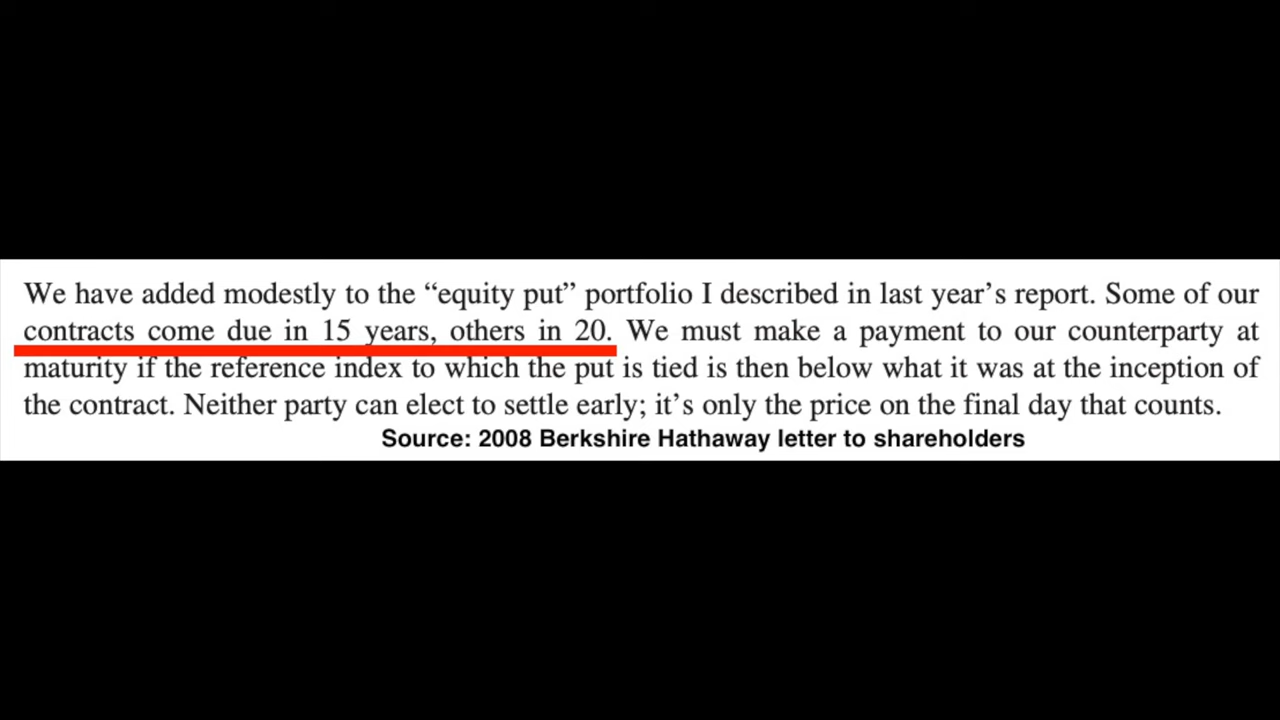 We have added modestly to the “equity put” portfolio I described in last year’s report. Some of our
contracts come due in 15 years, others in 20. We must make a payment to our counterparty at
maturity if the reference index to which the put is tied is then below what it was at the inception of
the contract. Neither party can elect to settle early; it’s only the price on the final day that counts.
Source: 2008 Berkshire Hathaway letter to shareholders